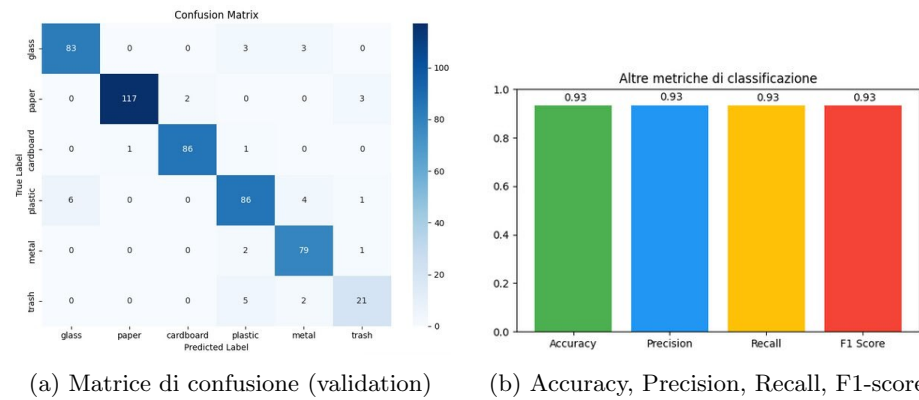 Confusion Matrix
glass 83 0 0 3 3 0
paper 0 117 2 0 0 3
cardboard 0 1 86 1 0 0
plastic 6 0 0 86 4 1
metal 0 0 0 2 79 1
trash 0 0 0 5 2 21
True Label
glass paper cardboard plastic metal trash
Predicted Label
100
80
60
40
20
0
(a) Matrice di confusione (validation)
Altre metriche di classificazione
1.0
0.8
0.6
0.4
0.2
0.0
0.93 0.93 0.93 0.93
Accuracy Precision Recall F1 Score
(b) Accuracy, Precision, Recall, F1-score